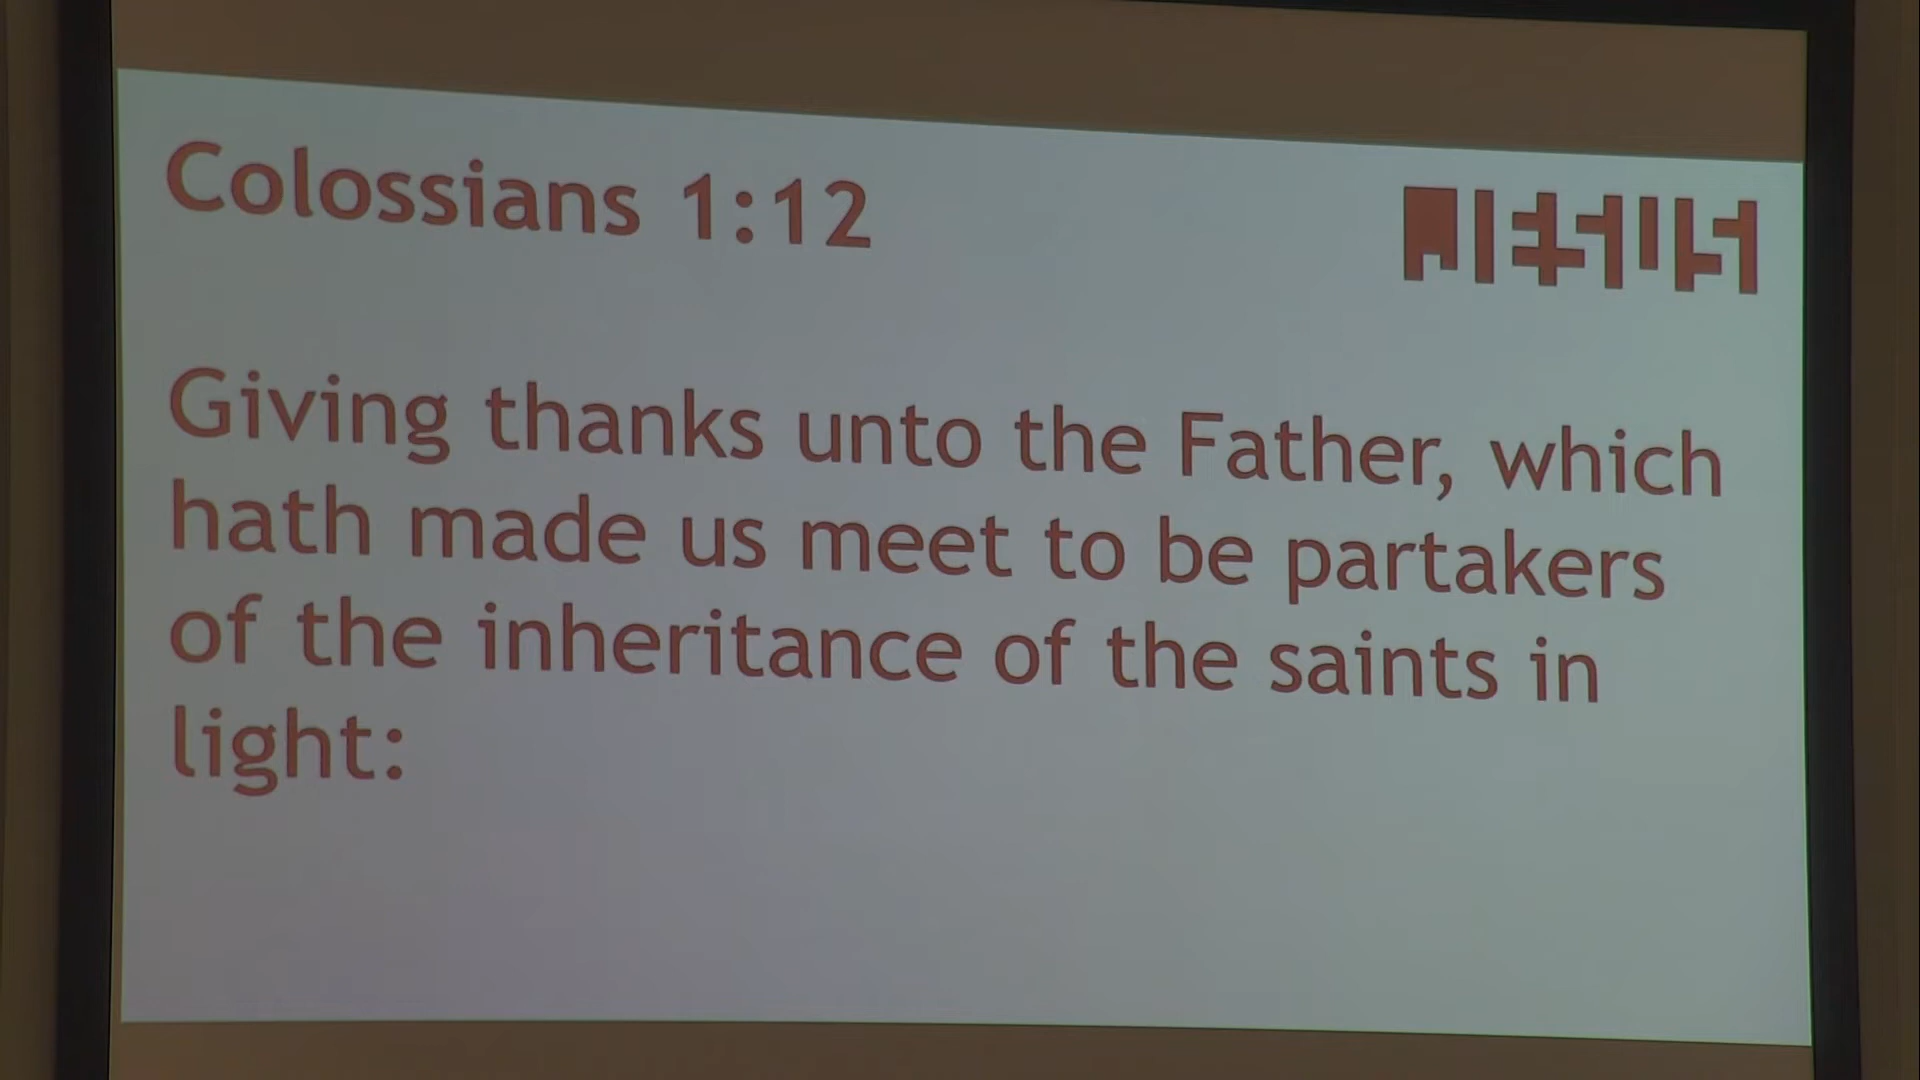 Colossians 1:12
JESUS
Giving thanks unto the Father, which
hath made us meet to be partakers
of the inheritance of the saints in
light: